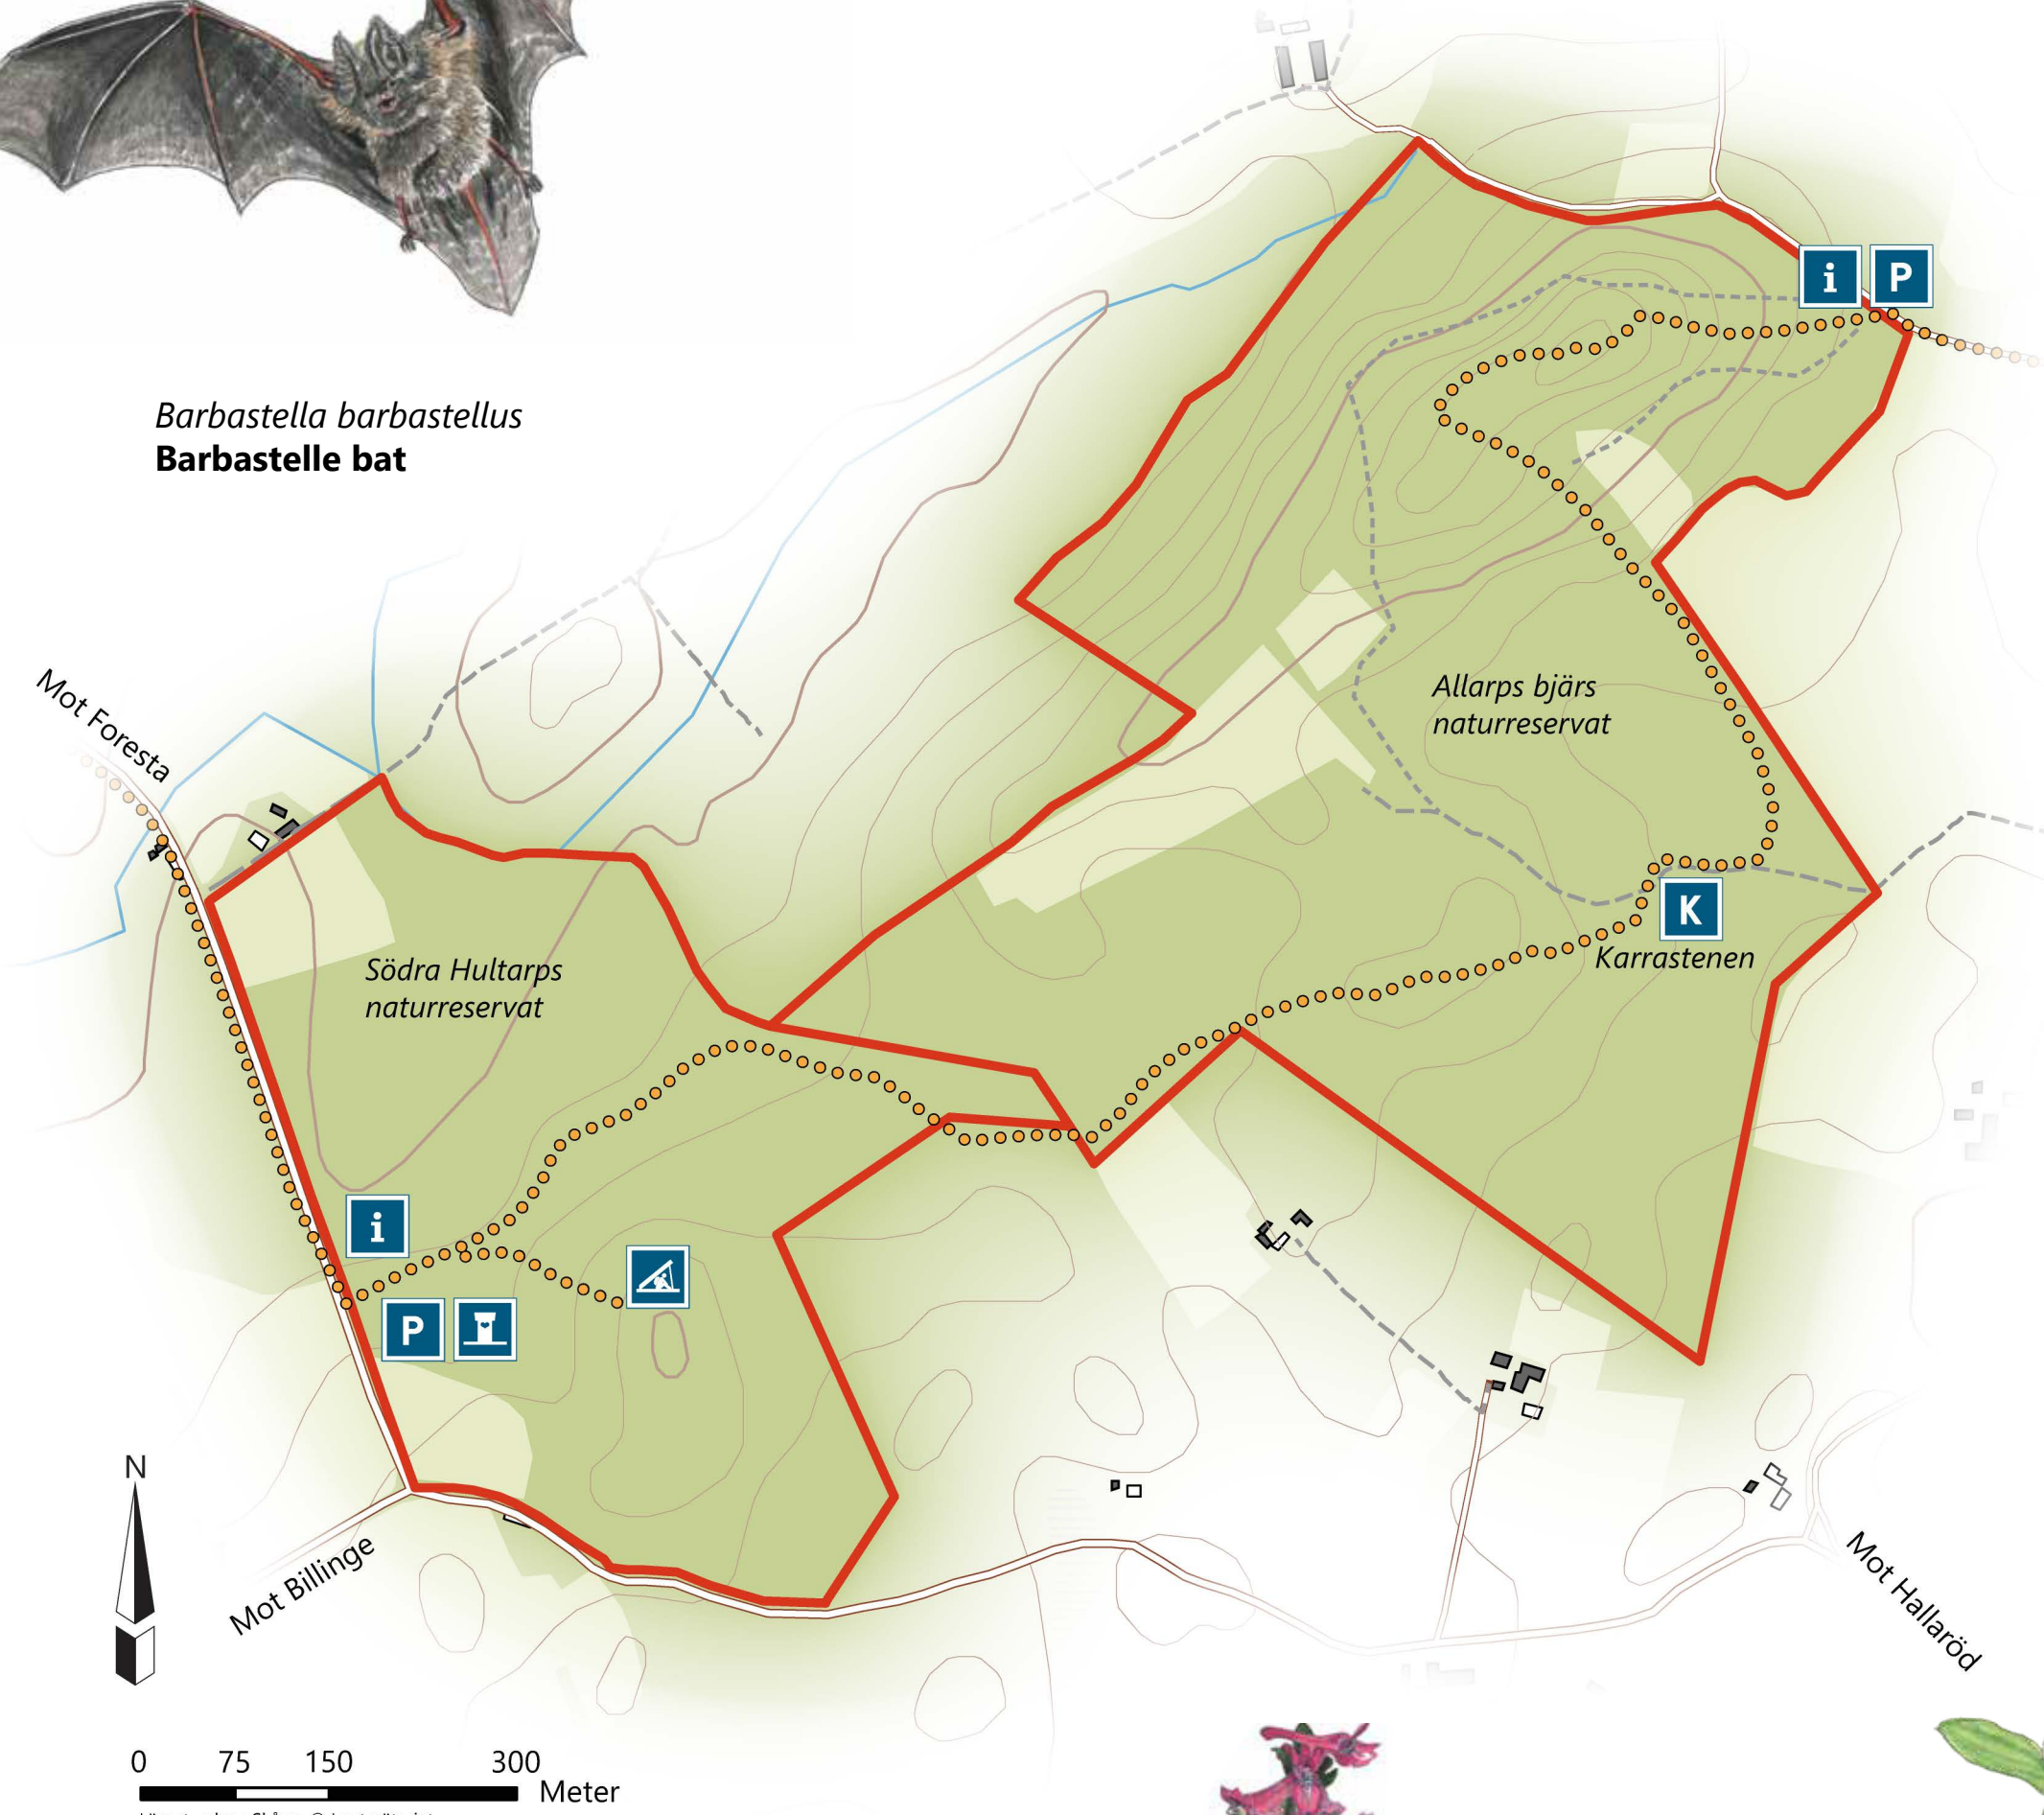 Barbastella barbastellus
Barbastelle bat
i P
Mot Foresta
Allarps bjärs
naturreservat
K
Karrastenen
Södra Hultarps
naturreservat
i
P
N
Mot Billinge
Mot Hallaröd
0 75 150 300
Meter